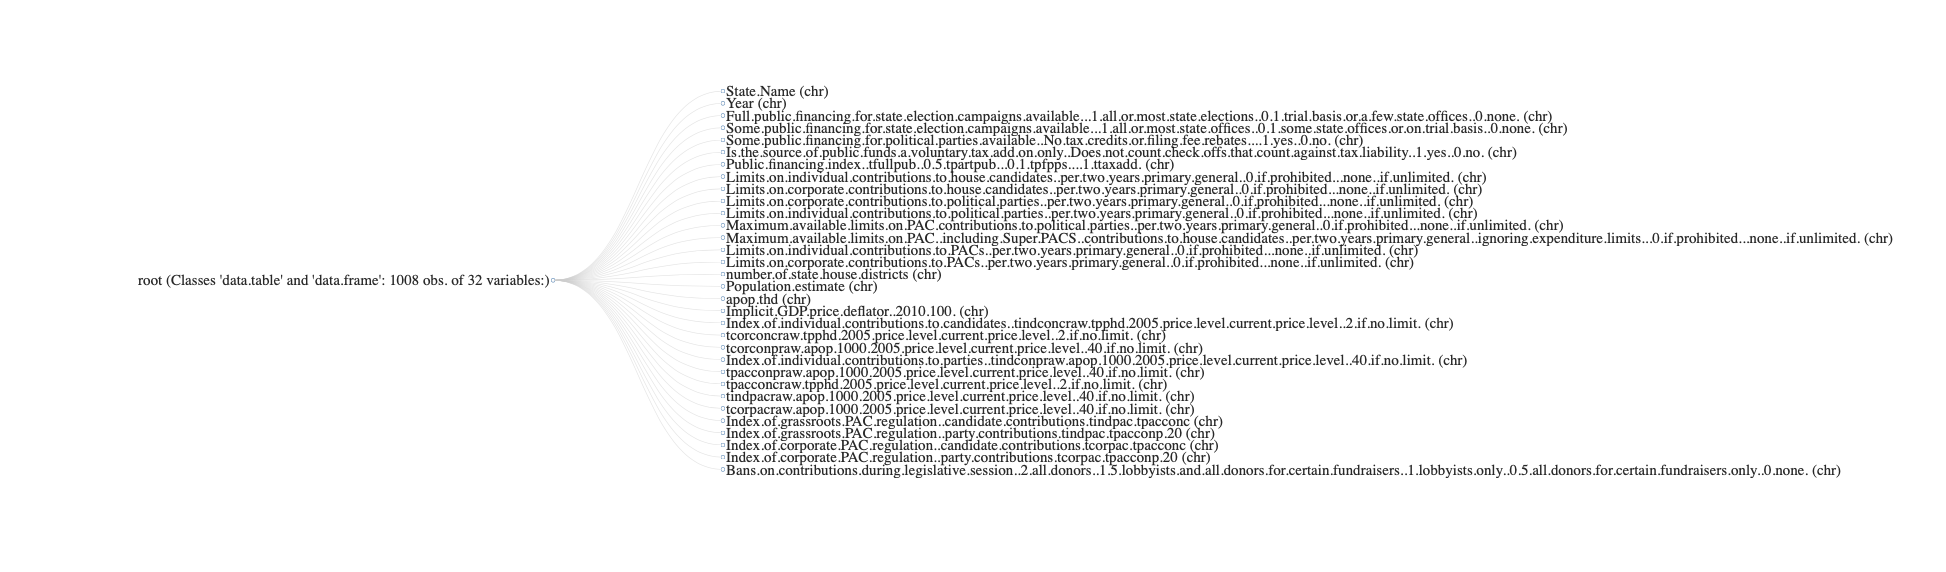 State.Name (chr)
Year (chr)
Full.public.financing.for.state.election.campaigns.available...1.all.or.most.state.elections..0.1.trial.basis.or.a.few.state.offices..0.none. (chr)
Some.public.financing.for.state.election.campaigns.available...1.all.or.most.state.offices..0.1.some.state.offices.or.on.trial.basis..0.none. (chr)
Some.public.financing.for.political.parties.available..No.tax.credits.or.filing.fee.rebates....1.yes..0.no. (chr)
Is.the.source.of.public.funds.a.voluntary.tax.add.on.only..Does.not.count.check.offs.that.count.against.tax.liability..1.yes..0.no. (chr)
Public.financing.index..tfullpub..0.5.tpartpub...0.1.tpfpps....1.ttaxadd. (chr)
Limits.on.individual.contributions.to.house.candidates..per.two.years.primary.general..0.if.prohibited...none..if.unlimited. (chr)
Limits.on.corporate.contributions.to.house.candidates..per.two.years.primary.general..0.if.prohibited...none..if.unlimited. (chr)
Limits.on.corporate.contributions.to.political.parties..per.two.years.primary.general..0.if.prohibited...none..if.unlimited. (chr)
Limits.on.individual.contributions.to.political.parties..per.two.years.primary.general..0.if.prohibited...none..if.unlimited. (chr)
Maximum.available.limits.on.PAC.contributions.to.political.parties..per.two.years.primary.general..0.if.prohibited...none..if.unlimited. (chr)
Maximum.available.limits.on.PAC..including.Super.PACS..contributions.to.house.candidates..per.two.years.primary.general..ignoring.expenditure.limits...0.if.prohibited...none..if.unlimited. (chr)
Limits.on.individual.contributions.to.PACs..per.two.years.primary.general..0.if.prohibited...none..if.unlimited. (chr)
Limits.on.corporate.contributions.to.PACs..per.two.years.primary.general..0.if.prohibited...none..if.unlimited. (chr)
root (Classes 'data.table' and 'data.frame': 1008 obs. of 32 variables:)
number.of.state.house.districts (chr)
Population.estimate (chr)
apop.thd (chr)
Implicit.GDP.price.deflator..2010.100. (chr)
Index.of.individual.contributions.to.candidates..tindconcraw.tpphd.2005.price.level.current.price.level..2.if.no.limit. (chr)
tcorconcraw.tpphd.2005.price.level.current.price.level..2.if.no.limit. (chr)
tcorconpraw.apop.1000.2005.price.level.current.price.level..40.if.no.limit. (chr)
Index.of.individual.contributions.to.parties..tindconpraw.apop.1000.2005.price.level.current.price.level..40.if.no.limit. (chr)
tpacconpraw.apop.1000.2005.price.level.current.price.level..40.if.no.limit. (chr)
tpacconcraw.tpphd.2005.price.level.current.price.level..2.if.no.limit. (chr)
tindpacraw.apop.1000.2005.price.level.current.price.level..40.if.no.limit. (chr)
tcorpacraw.apop.1000.2005.price.level.current.price.level..40.if.no.limit. (chr)
Index.of.grassroots.PAC.regulation..candidate.contributions.tindpac.tpacconc (chr)
Index.of.grassroots.PAC.regulation..party.contributions.tindpac.tpacconp.20 (chr)
Index.of.corporate.PAC.regulation..candidate.contributions.tcorpac.tpacconc (chr)
Index.of.corporate.PAC.regulation..party.contributions.tcorpac.tpacconp.20 (chr)
Bans.on.contributions.during.legislative.session..2.all.donors..1.5.lobbyists.and.all.donors.for.certain.fundraisers..1.lobbyists.only..0.5.all.donors.for.certain.fundraisers.only..0.none. (chr)